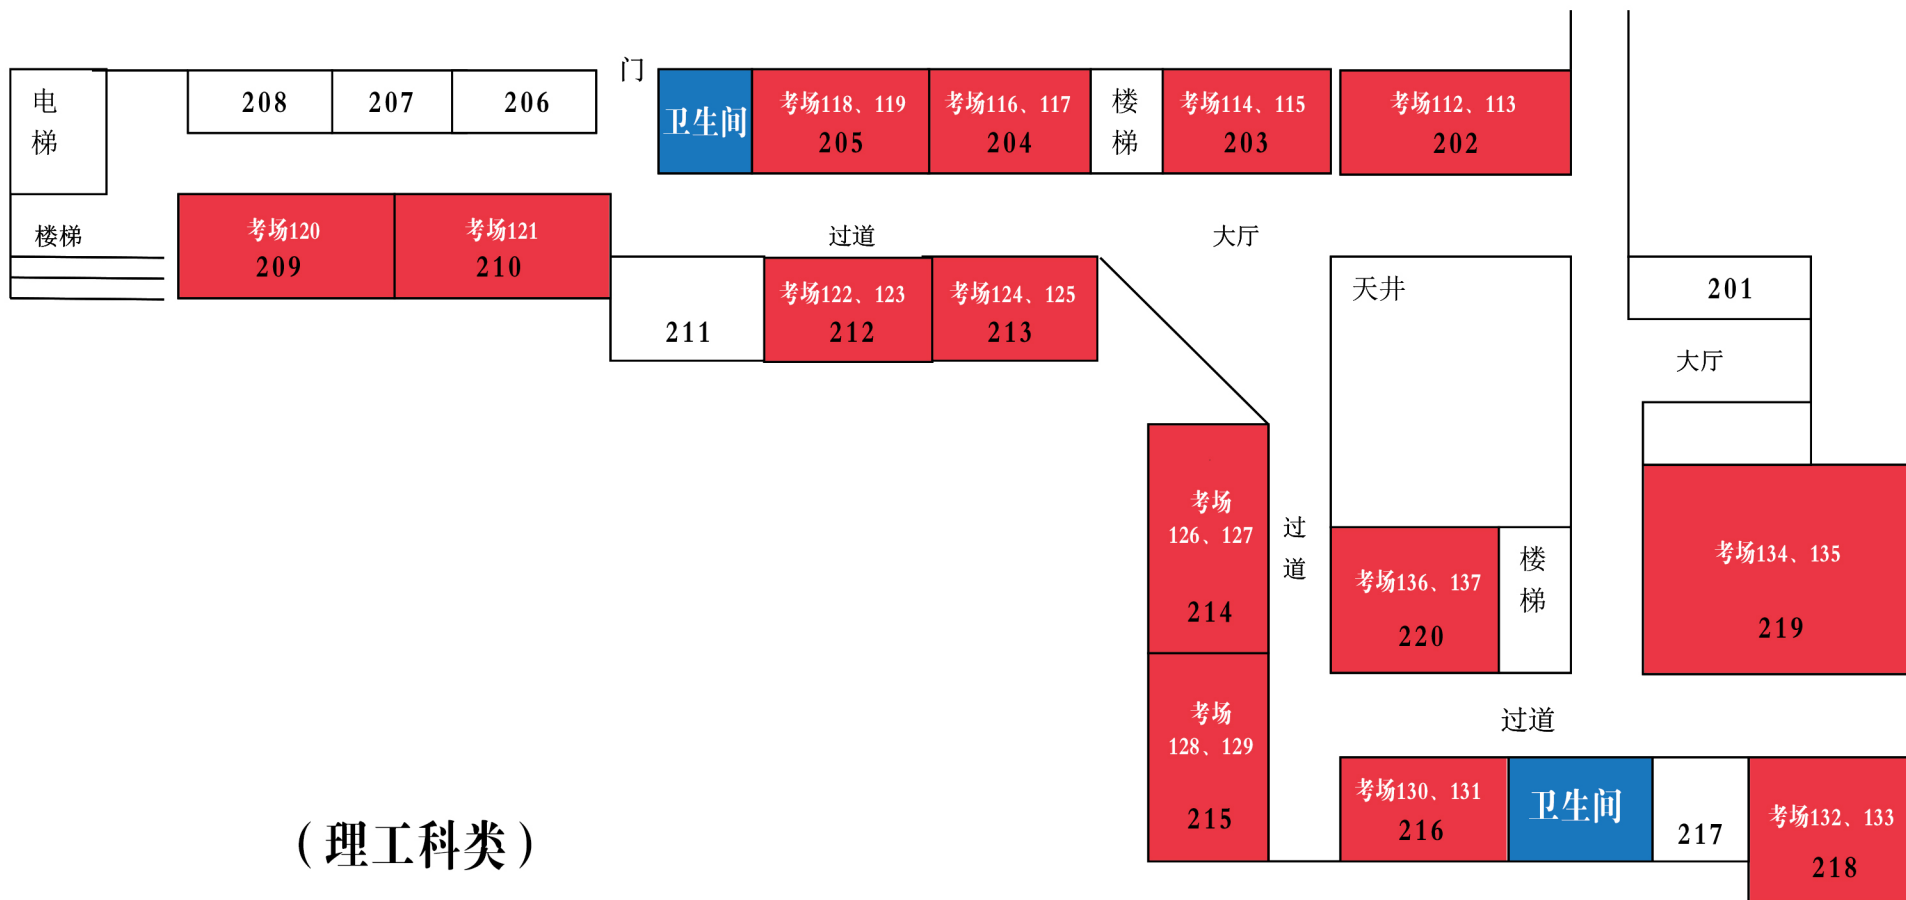 电梯
208
207
206
门
卫生间
考场118、119
205
考场116、117
204
楼梯
考场114、115
203
考场112、113
202
楼梯
考场120
209
考场121
210
过道
大厅
211
考场122、123
212
考场124、125
213
天井
201
大厅
考场
126、127
214
过道
考场136、137
220
楼梯
考场134、135
219
考场
128、129
215
过道
考场130、131
216
卫生间
217
考场132、133
218
（理工科类）